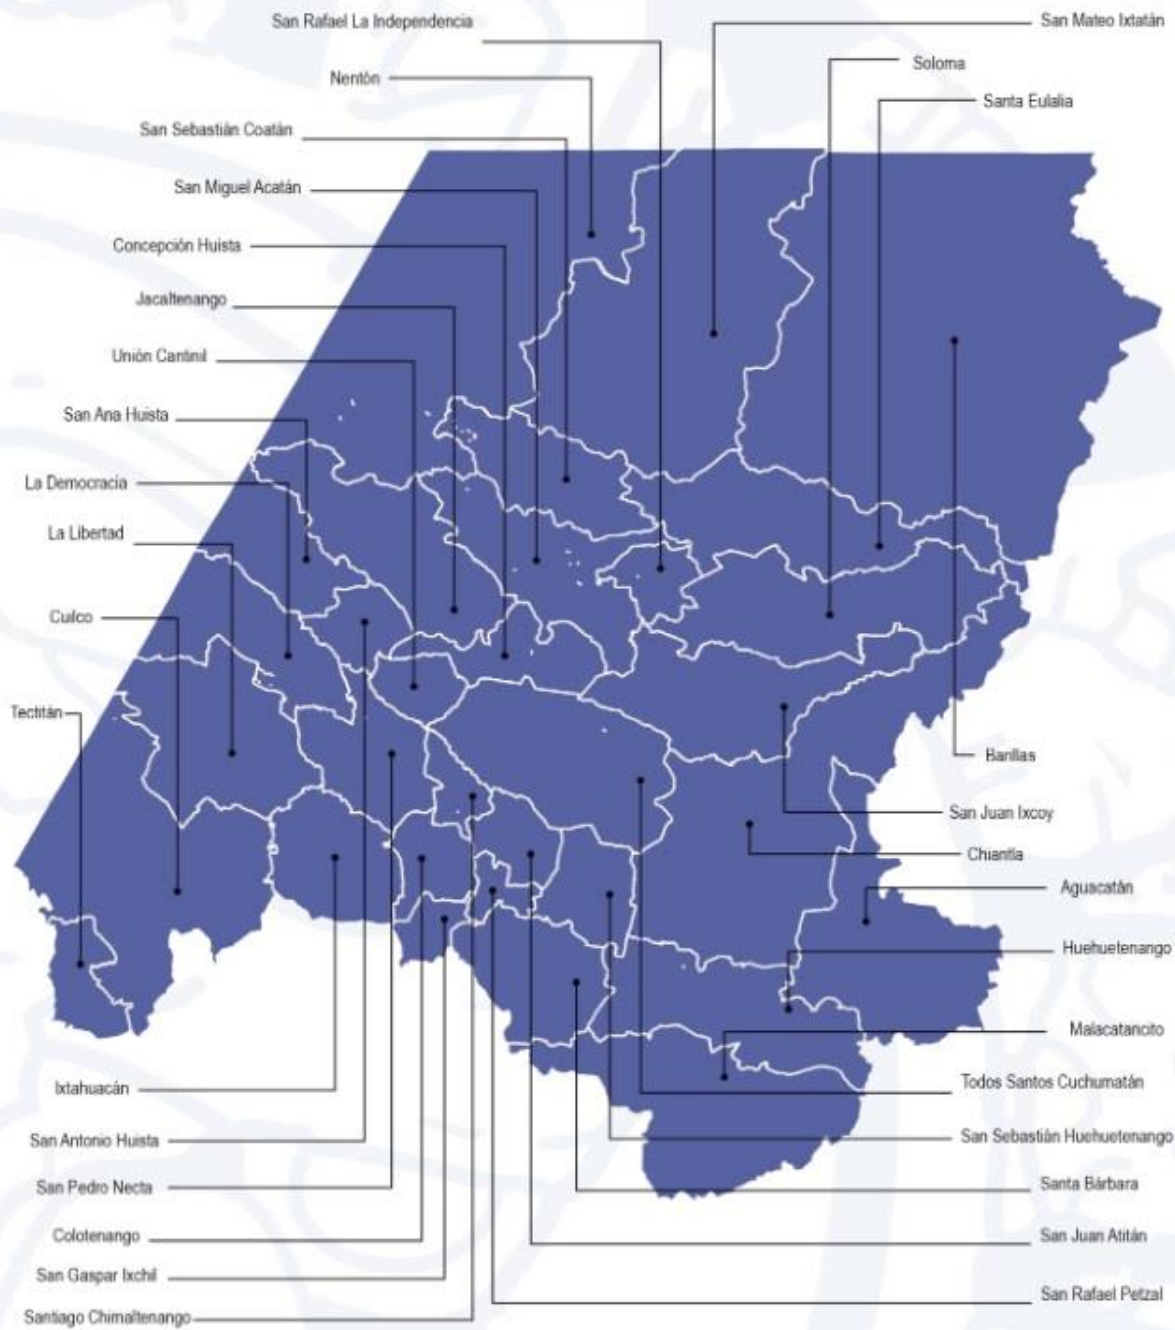 San Rafael La Independencia
San Mateo Ixtatán
Soloma
Nentón
Santa Eulalia
San Sebastián Coatán
San Miguel Acatán
Concepción Huista
Jacaltenango
Unión Cantinil
San Ana Huista
La Democracia
La Libertad
Cuilco
Tectitán
Barillas
San Juan Ixcoy
Chiantla
Aguacatán
Huehuetenango
Malacatancito
Todos Santos Cuchumatán
San Sebastián Huehuetenango
Santa Bárbara
San Juan Atitán
San Rafael Petzal
Ixtahuacán
San Antonio Huista
San Pedro Necta
Colotenango
San Gaspar Ixchil
Santiago Chimaltenango